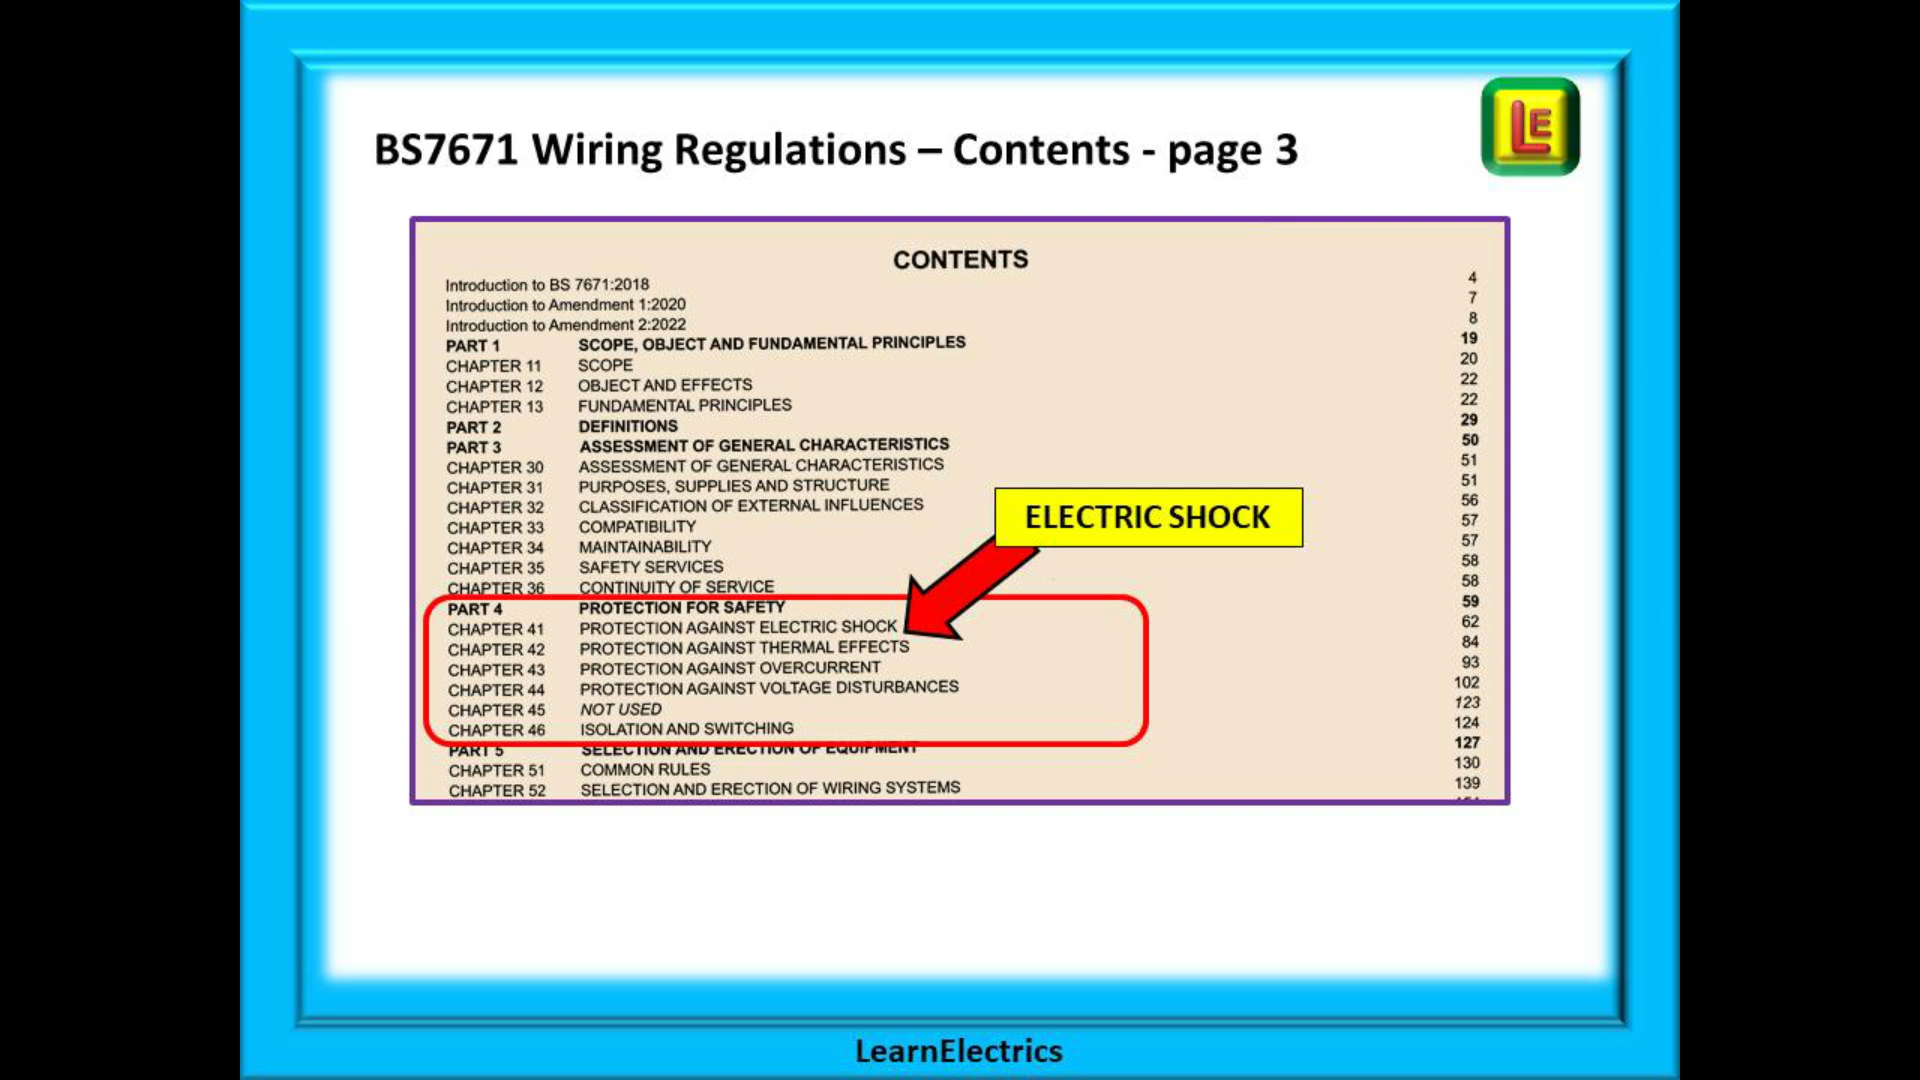 BS7671 Wiring Regulations – Contents - page 3
LE
CONTENTS
Introduction to BS 7671:2018 4
Introduction to Amendment 1:2020 7
Introduction to Amendment 2:2022 8
PART 1 SCOPE, OBJECT AND FUNDAMENTAL PRINCIPLES 19
CHAPTER 11 SCOPE 20
CHAPTER 12 OBJECT AND EFFECTS 22
CHAPTER 13 FUNDAMENTAL PRINCIPLES 22
PART 2 DEFINITIONS 29
PART 3 ASSESSMENT OF GENERAL CHARACTERISTICS 50
CHAPTER 30 ASSESSMENT OF GENERAL CHARACTERISTICS 51
CHAPTER 31 PURPOSES, SUPPLIES AND STRUCTURE 51
CHAPTER 32 CLASSIFICATION OF EXTERNAL INFLUENCES 56
ELECTRIC SHOCK
CHAPTER 33 COMPATIBILITY 57
CHAPTER 34 MAINTAINABILITY 57
CHAPTER 35 SAFETY SERVICES 58
CHAPTER 36 CONTINUITY OF SERVICE 58
PART 4 PROTECTION FOR SAFETY 59
CHAPTER 41 PROTECTION AGAINST ELECTRIC SHOCK 62
CHAPTER 42 PROTECTION AGAINST THERMAL EFFECTS 84
CHAPTER 43 PROTECTION AGAINST OVERCURRENT 93
CHAPTER 44 PROTECTION AGAINST VOLTAGE DISTURBANCES 102
CHAPTER 45 NOT USED 123
CHAPTER 46 ISOLATION AND SWITCHING 124
PART 5 SELECTION AND ERECTION OF EQUIPMENT 127
CHAPTER 51 COMMON RULES 130
CHAPTER 52 SELECTION AND ERECTION OF WIRING SYSTEMS 139
LearnElectrics